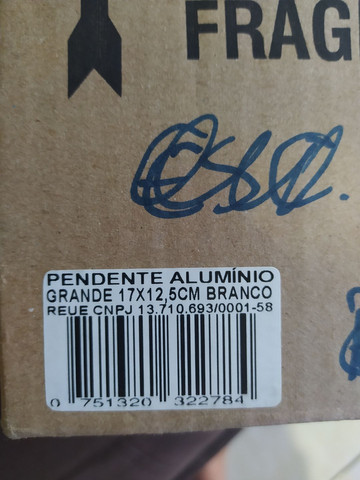 FRAG
PENDENTE ALUMÍNIO
GRANDE 17X12,5CM BRANCO
REUE CNPJ 13.710.693/0001-58
0 751320 322784